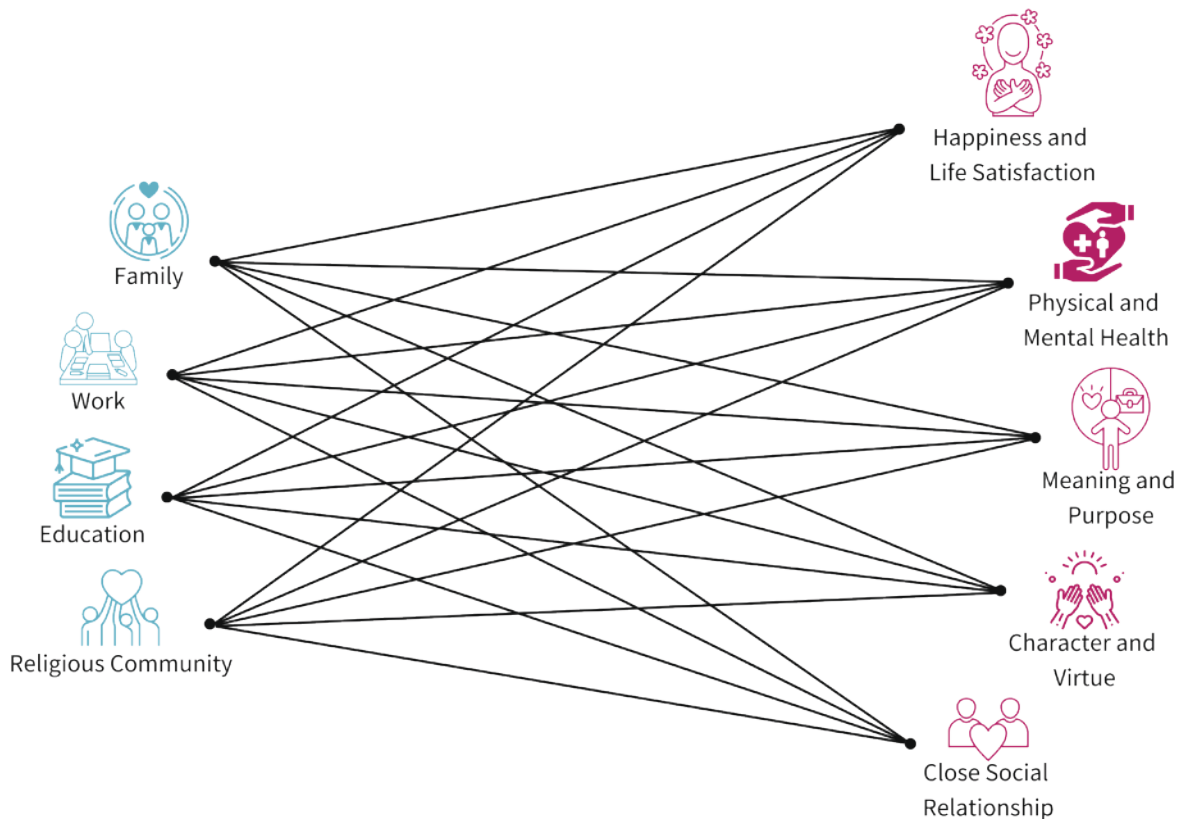 Family
Work
Education
Religious Community
Happiness and
Life Satisfaction
Physical and
Mental Health
Meaning and
Purpose
Character and
Virtue
Close Social
Relationship